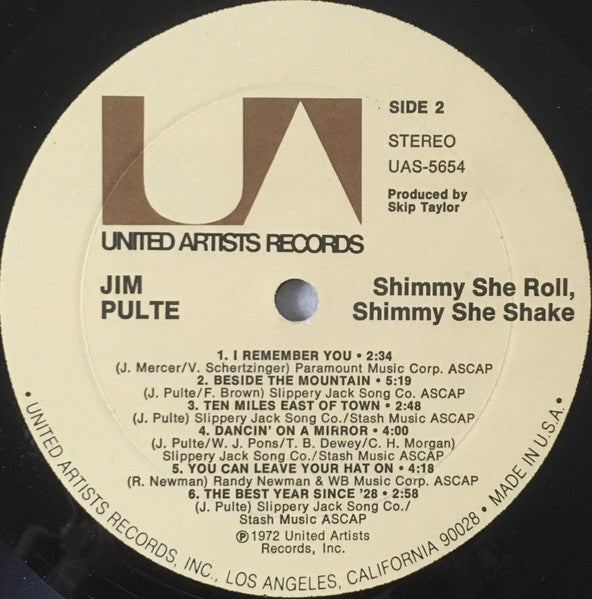 UA
SIDE 2
STEREO
UAS-5654
Produced by
Skip Taylor
UNITED ARTISTS RECORDS
JIM
PULTE
Shimmy She Roll,
Shimmy She Shake
1. I REMEMBER YOU • 2:34
(J. Mercer/V. Schertzinger) Paramount Music Corp. ASCAP
2. BESIDE THE MOUNTAIN • 5:19
(J. Pulte/F. Brown) Slippery Jack Song Co. ASCAP
3. TEN MILES EAST OF TOWN • 2:48
(J. Pulte) Slippery Jack Song Co./Stash Music ASCAP
4. DANCIN' ON A MIRROR • 4:00
(J. Pulte/W. J. Pons/T. B. Dewey/C. H. Morgan)
Slippery Jack Song Co./Stash Music ASCAP
5. YOU CAN LEAVE YOUR HAT ON • 4:18
(R. Newman) Randy Newman & WB Music Corp. ASCAP
6. THE BEST YEAR SINCE '28 • 2:58
(J. Pulte) Slippery Jack Song Co./
Stash Music ASCAP
℗1972 United Artists
Records, Inc.
• UNITED ARTISTS RECORDS, INC., LOS ANGELES, CALIFORNIA 90028 • MADE IN U.S.A. •